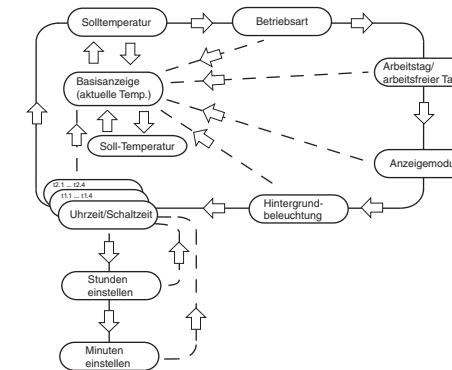 Solltemperatur
Betriebsart
Basisanzeige
(aktuelle Temp.)
Arbeitstag/
arbeitsfreier Ta
Soll-Temperatur
Anzeigemodu
t2.1 ... t2.4
t1.1 ... t1.4
Uhrzeit/Schaltzeit
Hintergrund-
beleuchtung
Stunden
einstellen
Minuten
einstellen